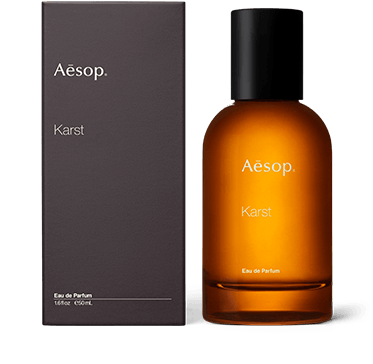 Aēsop.
Karst
Eau de Parfum
1.6 fl oz ℮50 mL
Aēsop.
Karst
Eau de Parfum